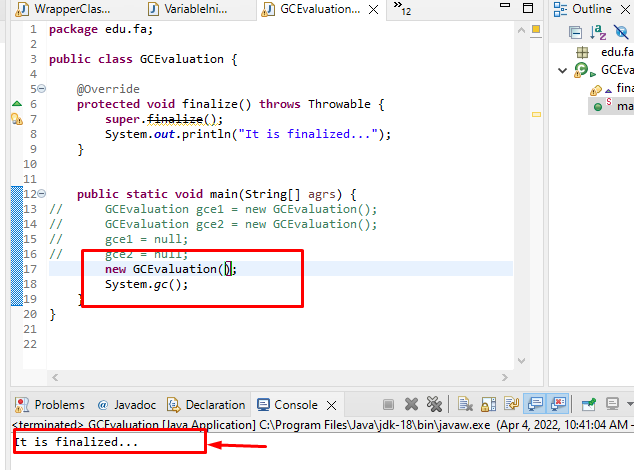 WrapperClas...
VariableIni...
GCEvaluation...
»12
Outline
1 package edu.fa;
2
3 public class GCEvaluation {
4
5 @Override
6 protected void finalize() throws Throwable {
7 super.finalize();
8 System.out.println("It is finalized...");
9 }
10
11
12 public static void main(String[] agrs) {
13 // GCEvaluation gce1 = new GCEvaluation();
14 // GCEvaluation gce2 = new GCEvaluation();
15 // gce1 = null;
16 // gce2 = null;
17 new GCEvaluation();
18 System.gc();
19 }
20 }
21
22
edu.fa
GCEva
fina
S
ma
Problems @ Javadoc Declaration Console
<terminated> GCEvaluation [Java Application] C:\Program Files\Java\jdk-18\bin\javaw.exe (Apr 4, 2022, 10:41:04 AM –
It is finalized...